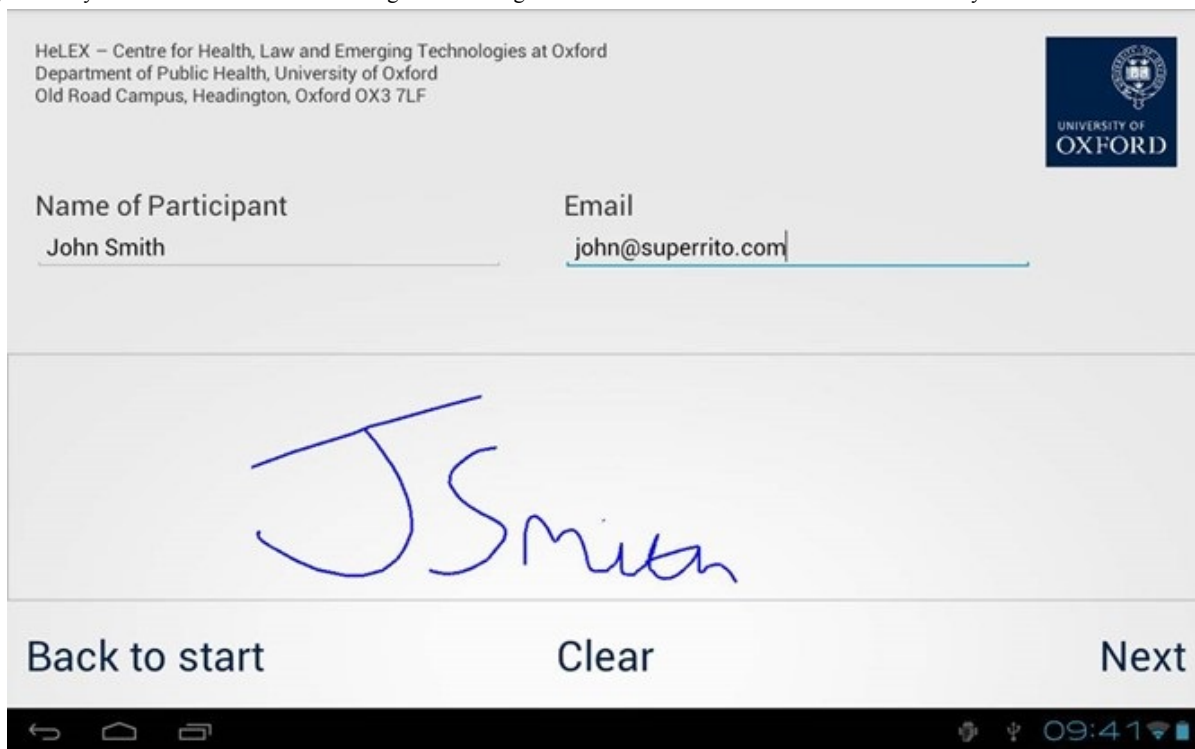 HeLEX – Centre for Health, Law and Emerging Technologies at Oxford
Department of Public Health, University of Oxford
Old Road Campus, Headington, Oxford OX3 7LF
UNIVERSITY OF
OXFORD
Name of Participant Email
John Smith john@superrito.com
JSmith
Back to start Clear Next
09:41